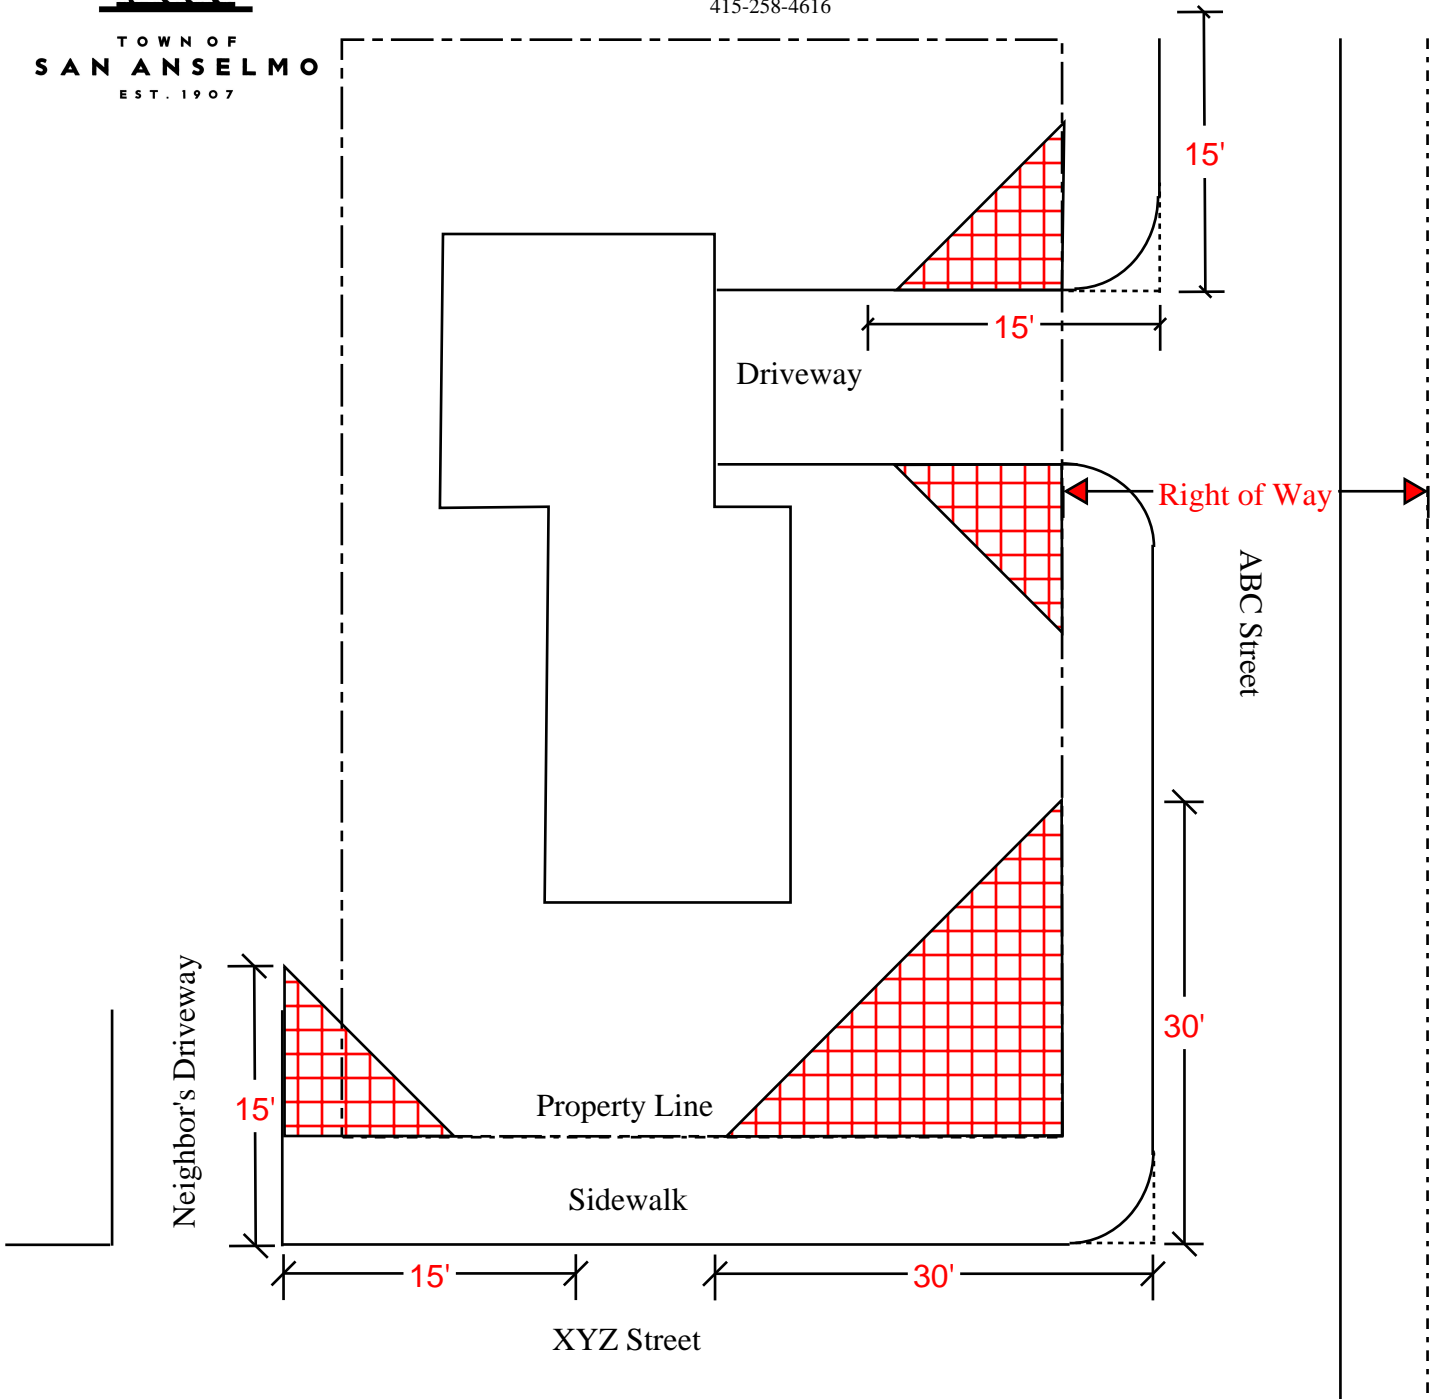 415-258-4616
TOWN OF
SAN ANSELMO
EST. 1907
15'
15'
Driveway
Right of Way
ABC Street
Neighbor's Driveway
15'
Property Line
30'
Sidewalk
15'
30'
XYZ Street